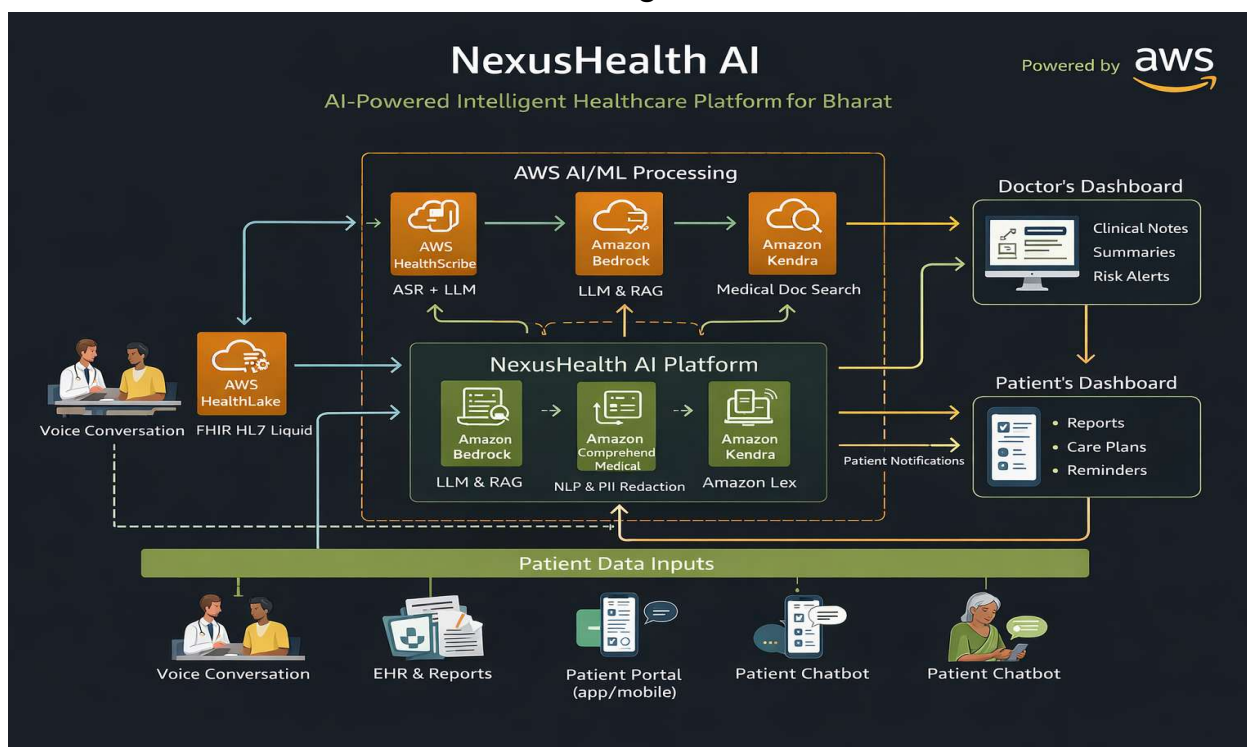 NexusHealth AI
AI-Powered Intelligent Healthcare Platform for Bharat
Powered by aws
AWS AI/ML Processing
AWS
HealthScribe
ASR + LLM
Amazon
Bedrock
LLM & RAG
Amazon
Kendra
Medical Doc Search
Doctor's Dashboard
Clinical Notes
Summaries
Risk Alerts
Voice Conversation
AWS
HealthLake
FHIR HL7 Liquid
NexusHealth AI Platform
Amazon
Bedrock
LLM & RAG
Amazon
Comprehend
Medical
NLP & PII Redaction
Amazon
Kendra
Amazon Lex
Patient Notifications
Patient's Dashboard
• Reports
• Care Plans
• Reminders
Patient Data Inputs
Voice Conversation
EHR & Reports
Patient Portal
(app/mobile)
Patient Chatbot
Patient Chatbot